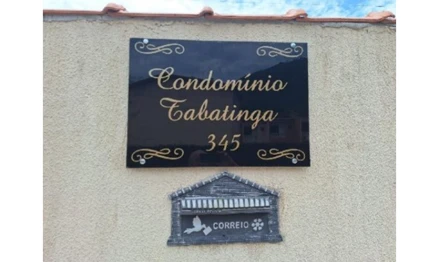 Condomínio
Tabatinga
345
CORREIO